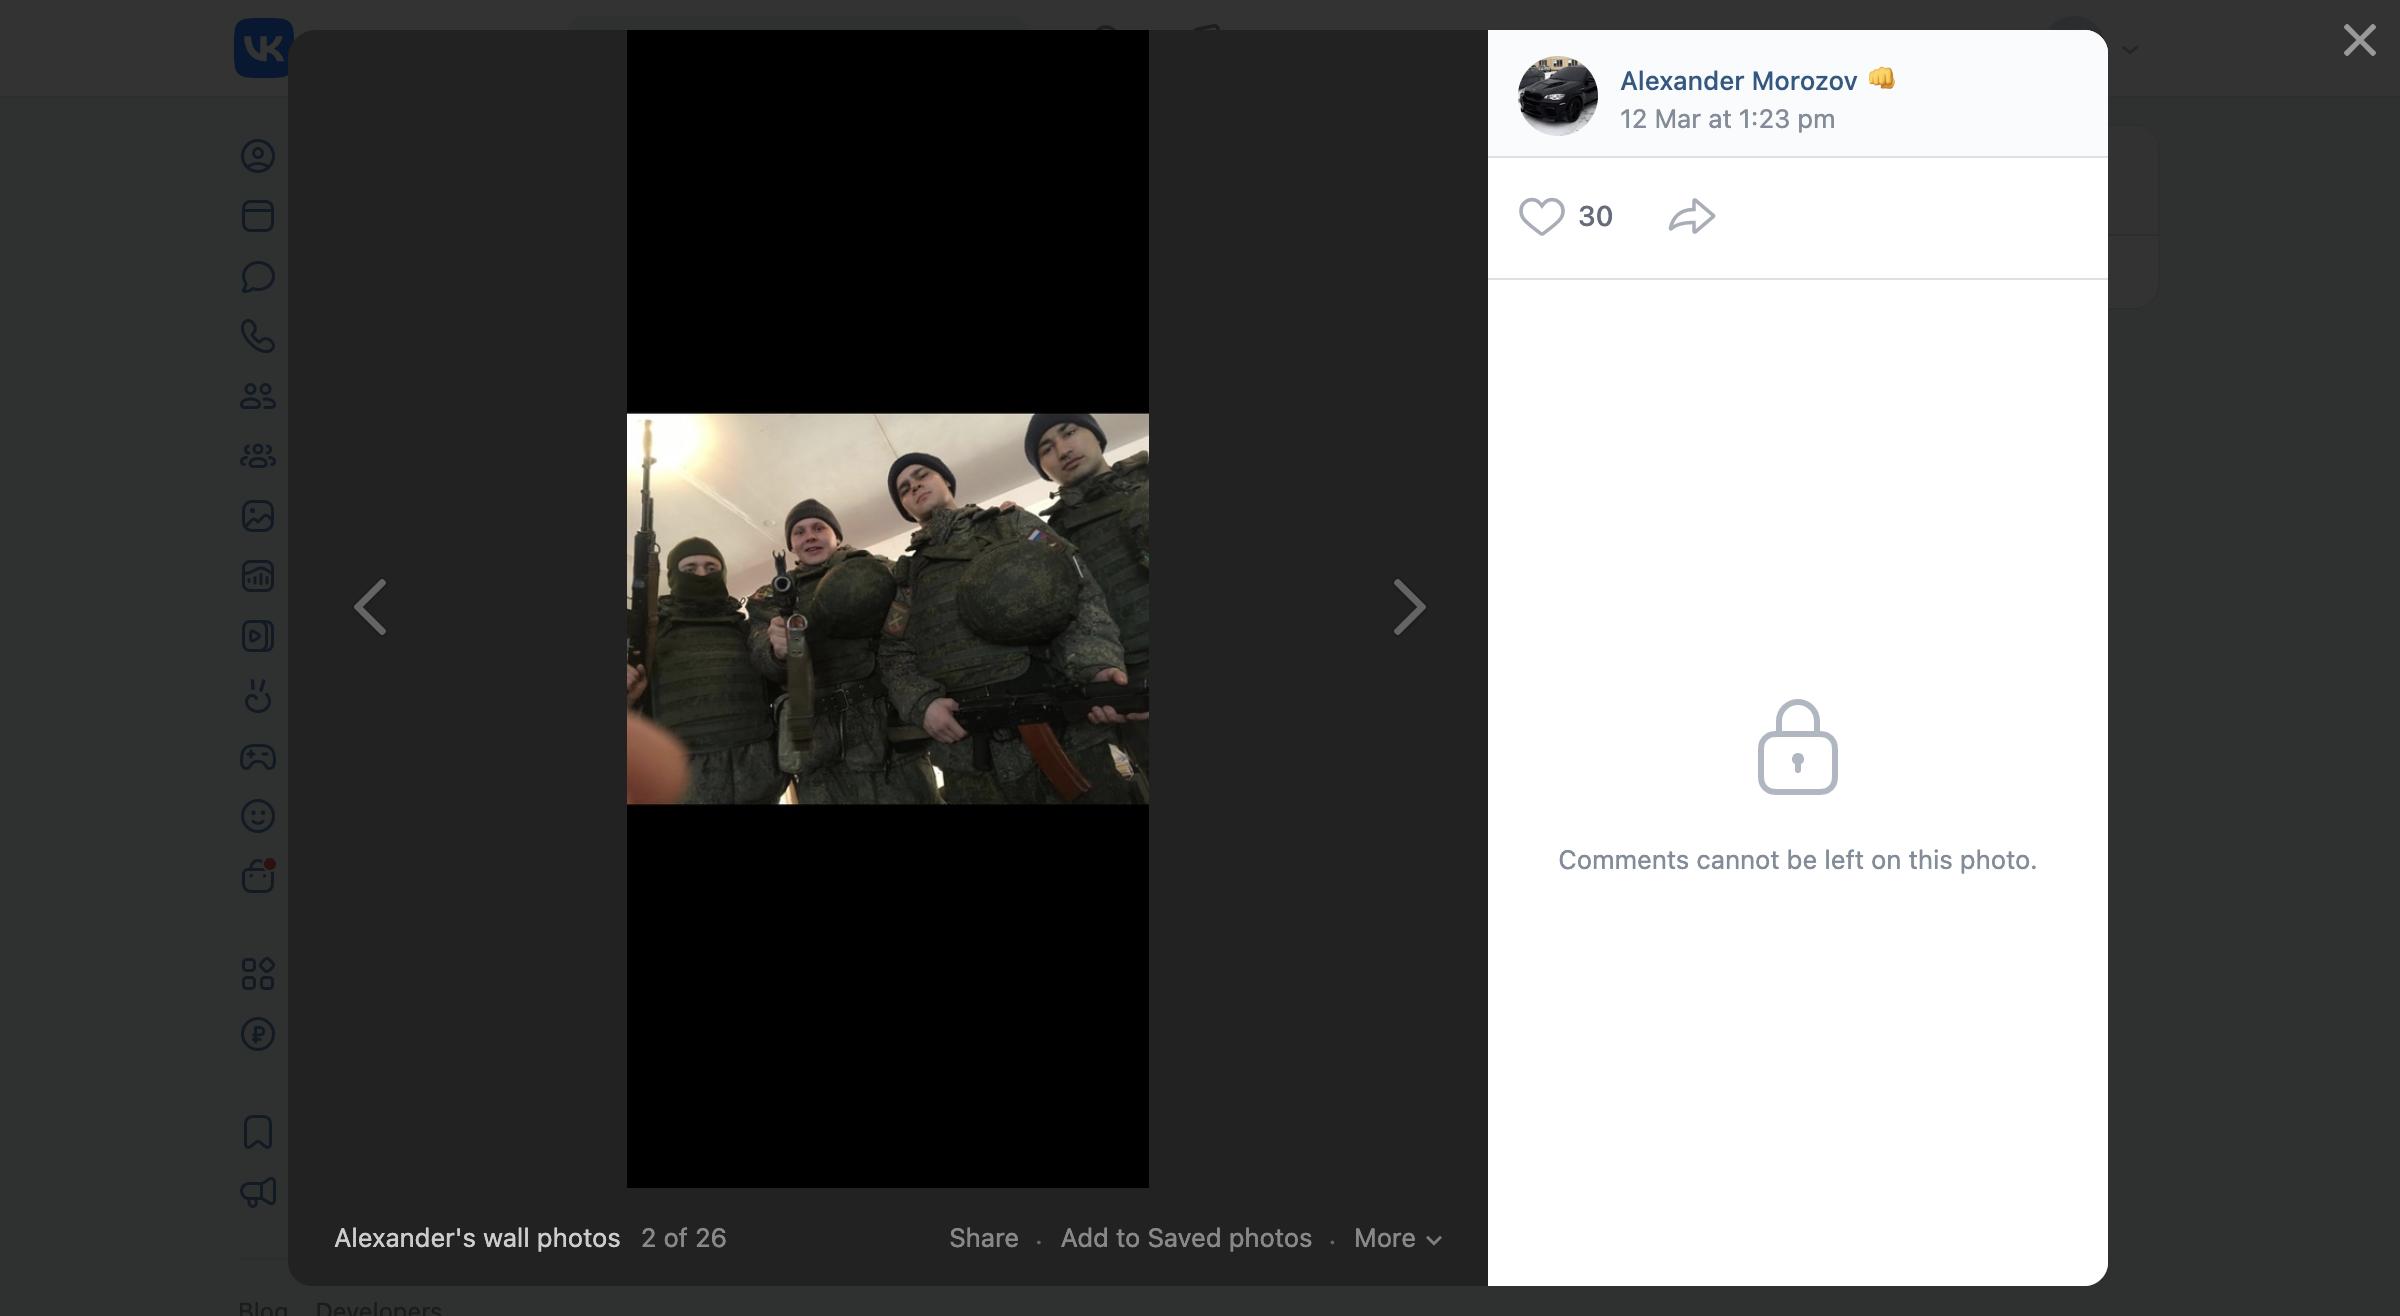 VK
Alexander Morozov 👊
12 Mar at 1:23 pm
30
Comments cannot be left on this photo.
Alexander's wall photos 2 of 26
Share · Add to Saved photos · More
Blog Developers